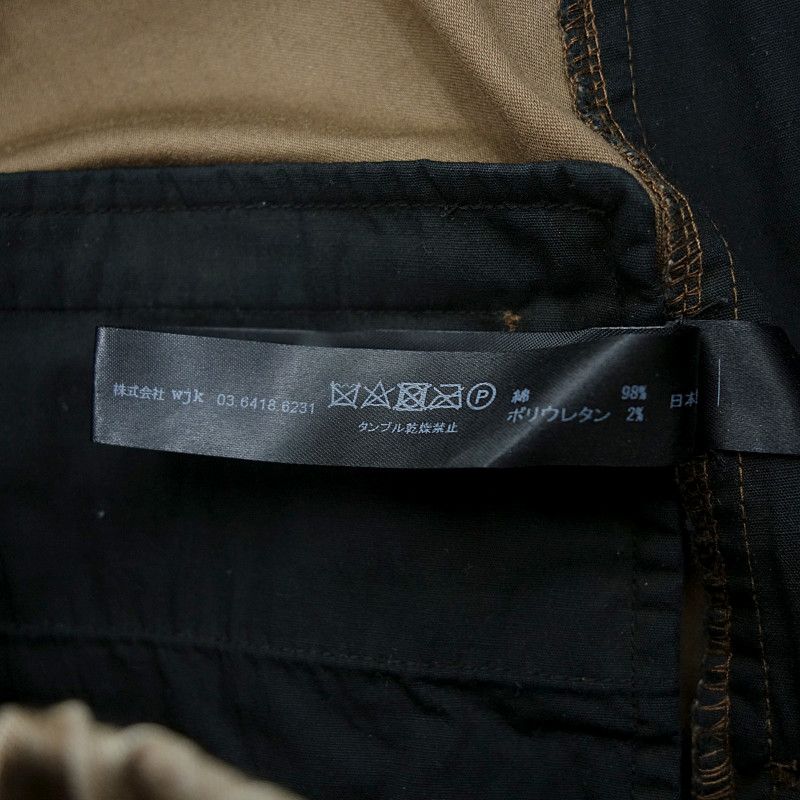 株式会社 wjk 03.6418.6231
タンブル乾燥禁止
綿 98%
ポリウレタン 2%
日本